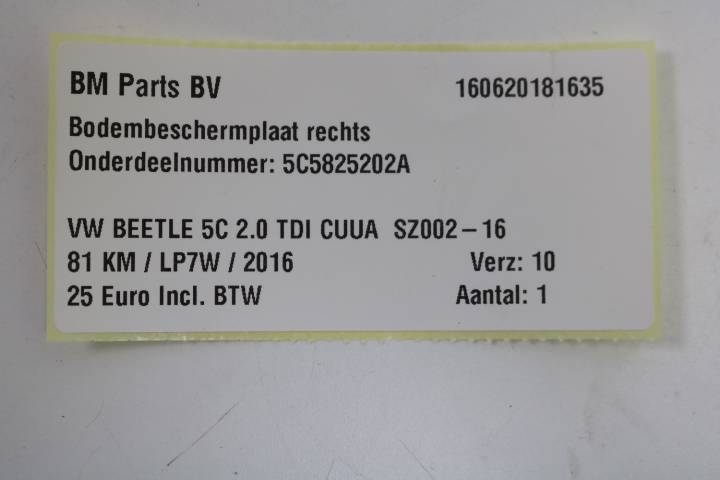 BM Parts BV 160620181635
Bodembeschermplaat rechts
Onderdeelnummer: 5C5825202A
VW BEETLE 5C 2.0 TDI CUUA SZ002-16
81 KM / LP7W / 2016 Verz: 10
25 Euro Incl. BTW Aantal: 1